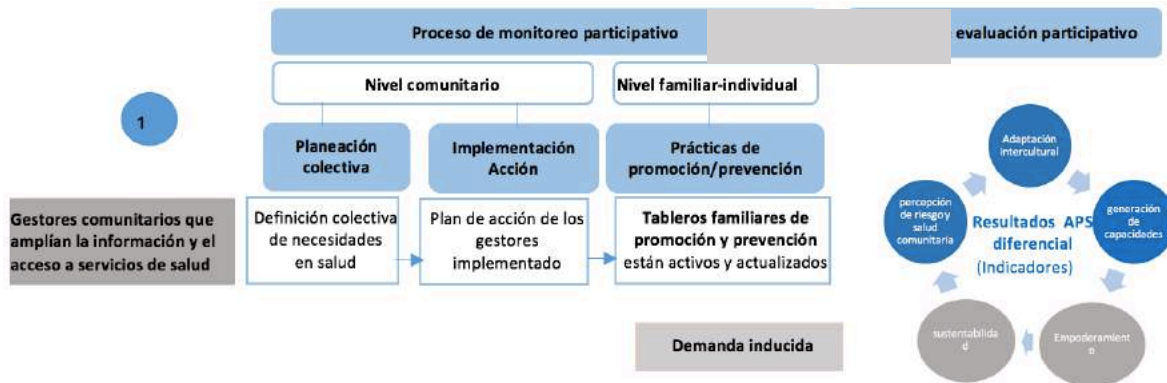 Proceso de monitoreo participativo
evaluación participativo
Nivel comunitario
Nivel familiar-individual
1
Planeación
colectiva
Implementación
Acción
Prácticas de
promoción/prevención
Gestores comunitarios que
amplían la información y el
acceso a servicios de salud
Definición colectiva
de necesidades
en salud
Plan de acción de los
gestores
implementado
Tableros familiares de
promoción y prevención
están activos y actualizados
Demanda inducida
Adaptación
intercultural
percepción
de riesgo y
salud
comunitaria
Resultados APS
diferencial
(Indicadores)
generación
de
capacidades
sustentabilida
d
Empoderamient
o